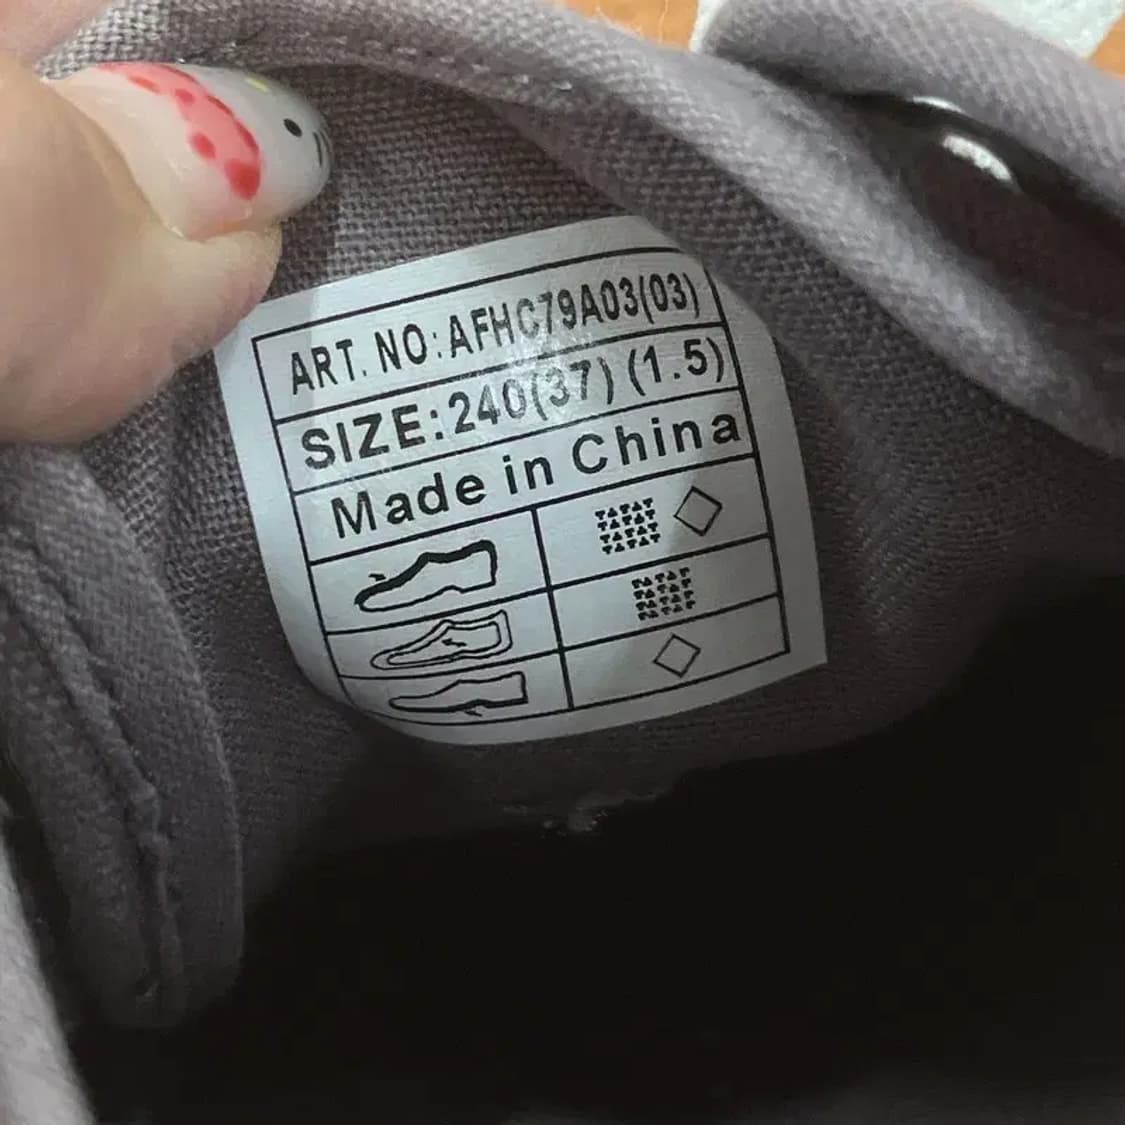 ART. NO:AFHC79A03(03)
SIZE:240(37)(1.5)
Made in China